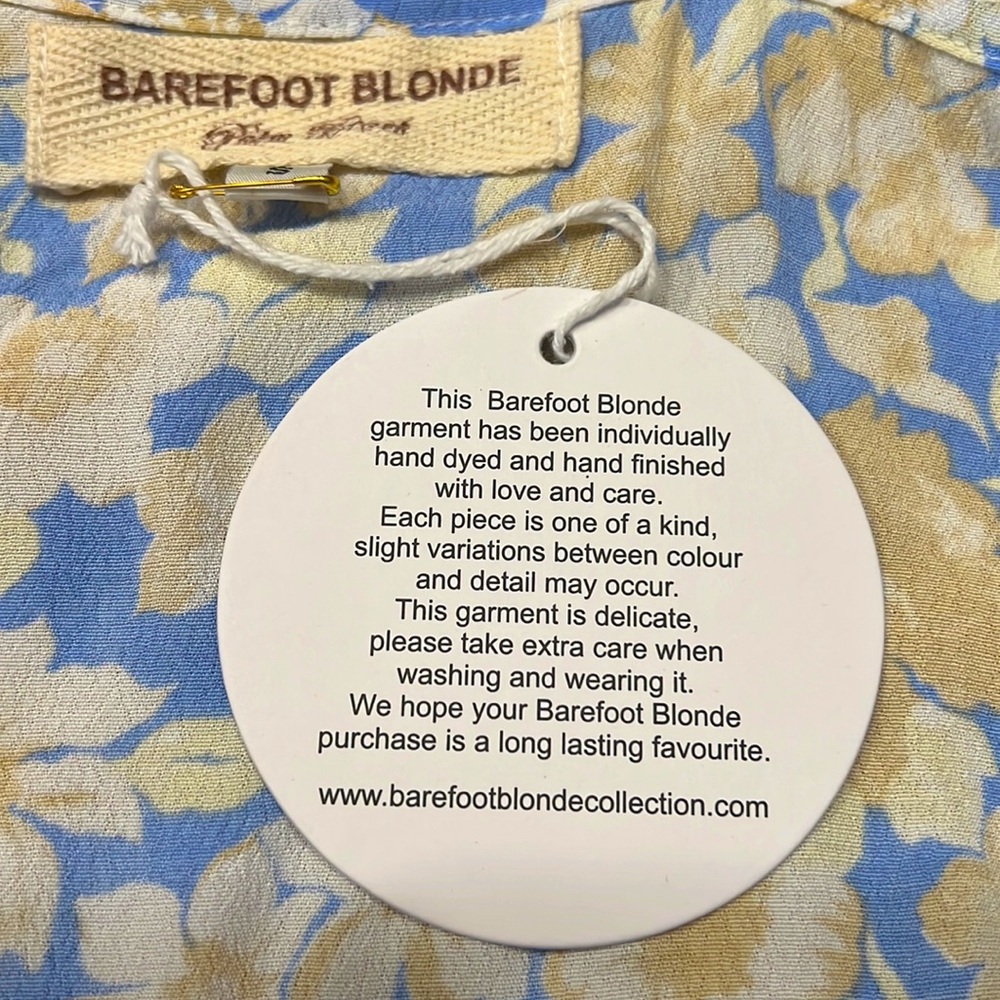 BAREFOOT BLONDE
Palm Beach
S
This Barefoot Blonde
garment has been individually
hand dyed and hand finished
with love and care.
Each piece is one of a kind,
slight variations between colour
and detail may occur.
This garment is delicate,
please take extra care when
washing and wearing it.
We hope your Barefoot Blonde
purchase is a long lasting favourite.
www.barefootblondecollection.com